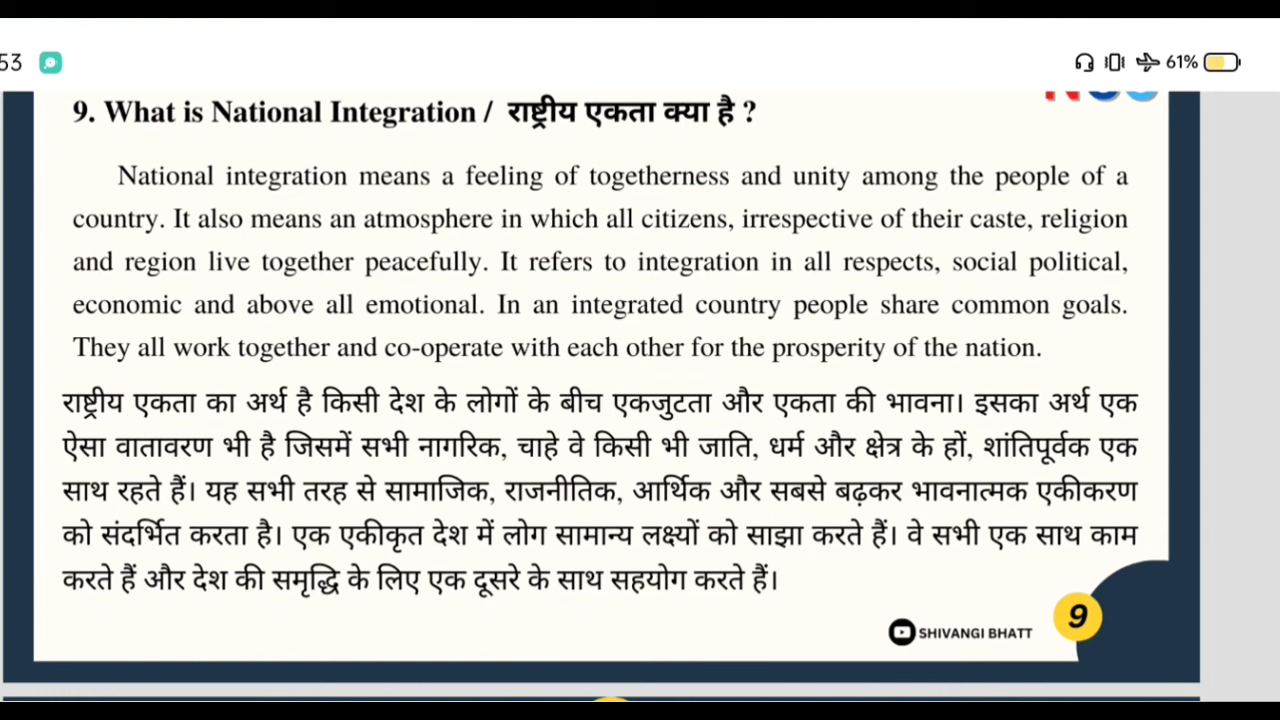 53
61%
9. What is National Integration / राष्ट्रीय एकता क्या है ?
National integration means a feeling of togetherness and unity among the people of a
country. It also means an atmosphere in which all citizens, irrespective of their caste, religion
and region live together peacefully. It refers to integration in all respects, social political,
economic and above all emotional. In an integrated country people share common goals.
They all work together and co-operate with each other for the prosperity of the nation.
राष्ट्रीय एकता का अर्थ है किसी देश के लोगों के बीच एकजुटता और एकता की भावना। इसका अर्थ एक
ऐसा वातावरण भी है जिसमें सभी नागरिक, चाहे वे किसी भी जाति, धर्म और क्षेत्र के हों, शांतिपूर्वक एक
साथ रहते हैं। यह सभी तरह से सामाजिक, राजनीतिक, आर्थिक और सबसे बढ़कर भावनात्मक एकीकरण
को संदर्भित करता है। एक एकीकृत देश में लोग सामान्य लक्ष्यों को साझा करते हैं। वे सभी एक साथ काम
करते हैं और देश की समृद्धि के लिए एक दूसरे के साथ सहयोग करते हैं।
SHIVANGI BHATT
9